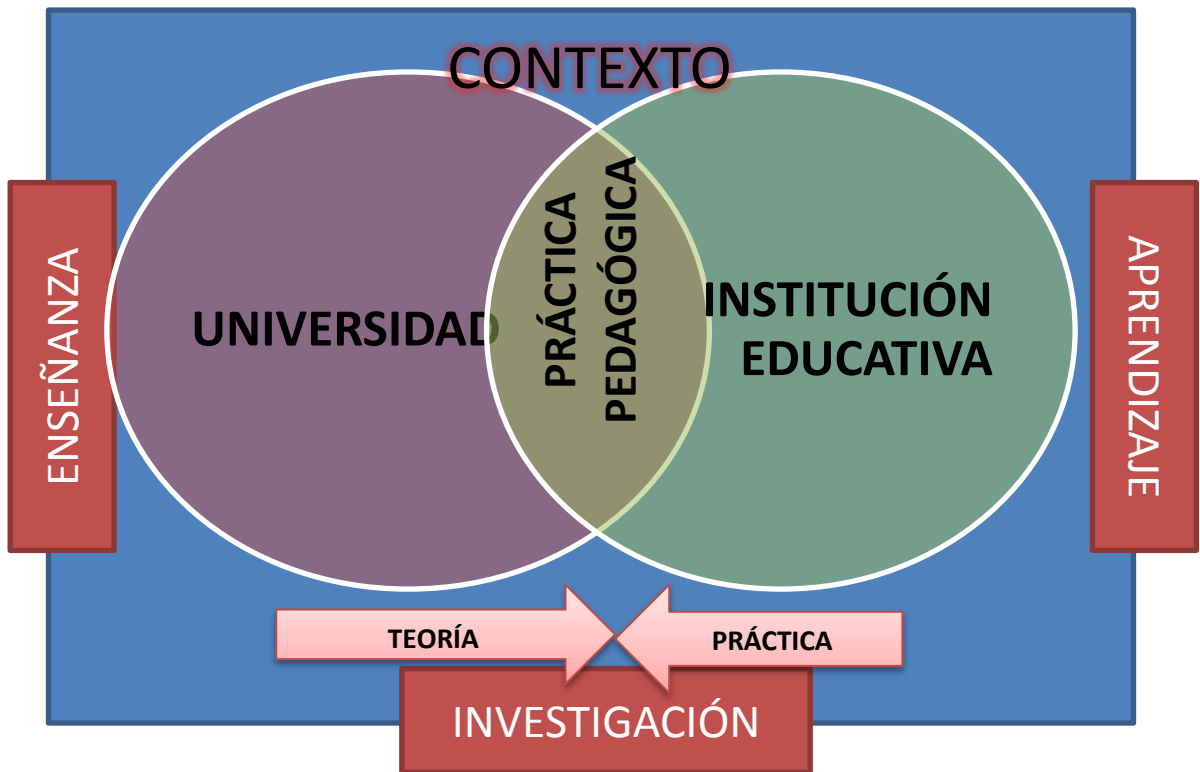 CONTEXTO
ENSEÑANZA
UNIVERSIDAD
PRÁCTICA
PEDAGÓGICA
INSTITUCIÓN
EDUCATIVA
APRENDIZAJE
TEORÍA
PRÁCTICA
INVESTIGACIÓN